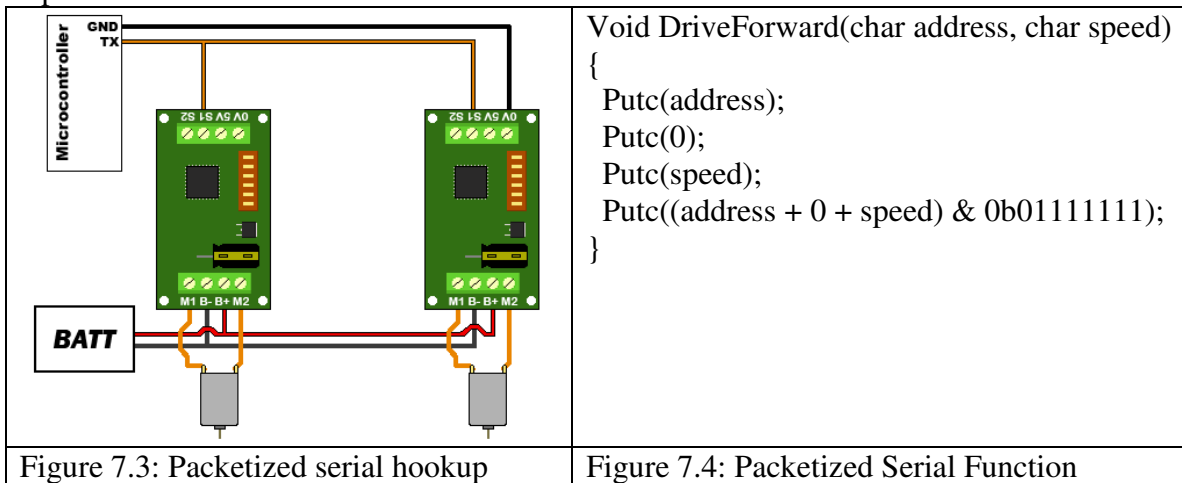 GND
TX
Microcontroller
S2 S1 5V 0V
S2 S1 5V 0V
M1 B- B+ M2
M1 B- B+ M2
BATT
Void DriveForward(char address, char speed)
{
Putc(address);
Putc(0);
Putc(speed);
Putc((address + 0 + speed) & 0b01111111);
}
Figure 7.3: Packetized serial hookup
Figure 7.4: Packetized Serial Function